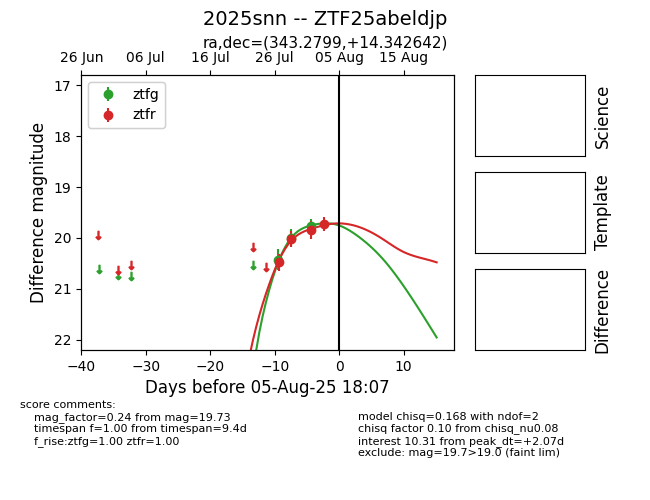 2025snn -- ZTF25abeldjp
ra,dec=(343.2799,+14.342642)
26 Jun 06 Jul 16 Jul 26 Jul 05 Aug 15 Aug
ztfg
ztfr
17
18
19
20
21
22
Difference magnitude
−40 −30 −20 −10 0 10
Days before 05-Aug-25 18:07
Science
Template
Difference
score comments:
mag_factor=0.24 from mag=19.73
timespan f=1.00 from timespan=9.4d
f_rise:ztfg=1.00 ztfr=1.00
model chisq=0.168 with ndof=2
chisq factor 0.10 from chisq_nu0.08
interest 10.31 from peak_dt=+2.07d
exclude: mag=19.7>19.0 (faint lim)